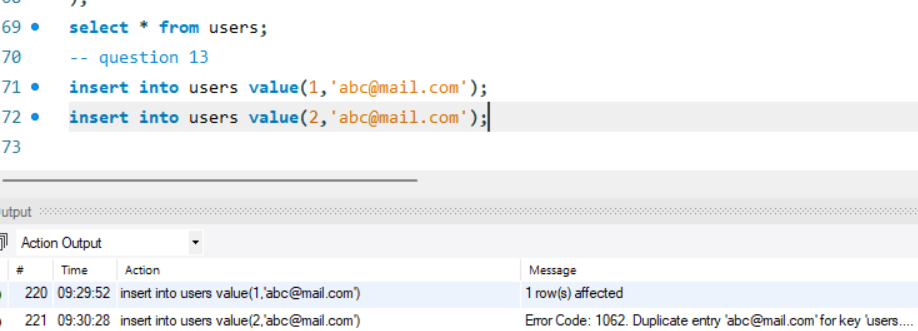 69 select * from users;
70 -- question 13
71 insert into users value(1,'abc@mail.com');
72 insert into users value(2,'abc@mail.com');
73
Action Output
# Time Action Message
220 09:29:52 insert into users value(1,'abc@mail.com') 1 row(s) affected
221 09:30:28 insert into users value(2,'abc@mail.com') Error Code: 1062. Duplicate entry 'abc@mail.com' for key 'users....